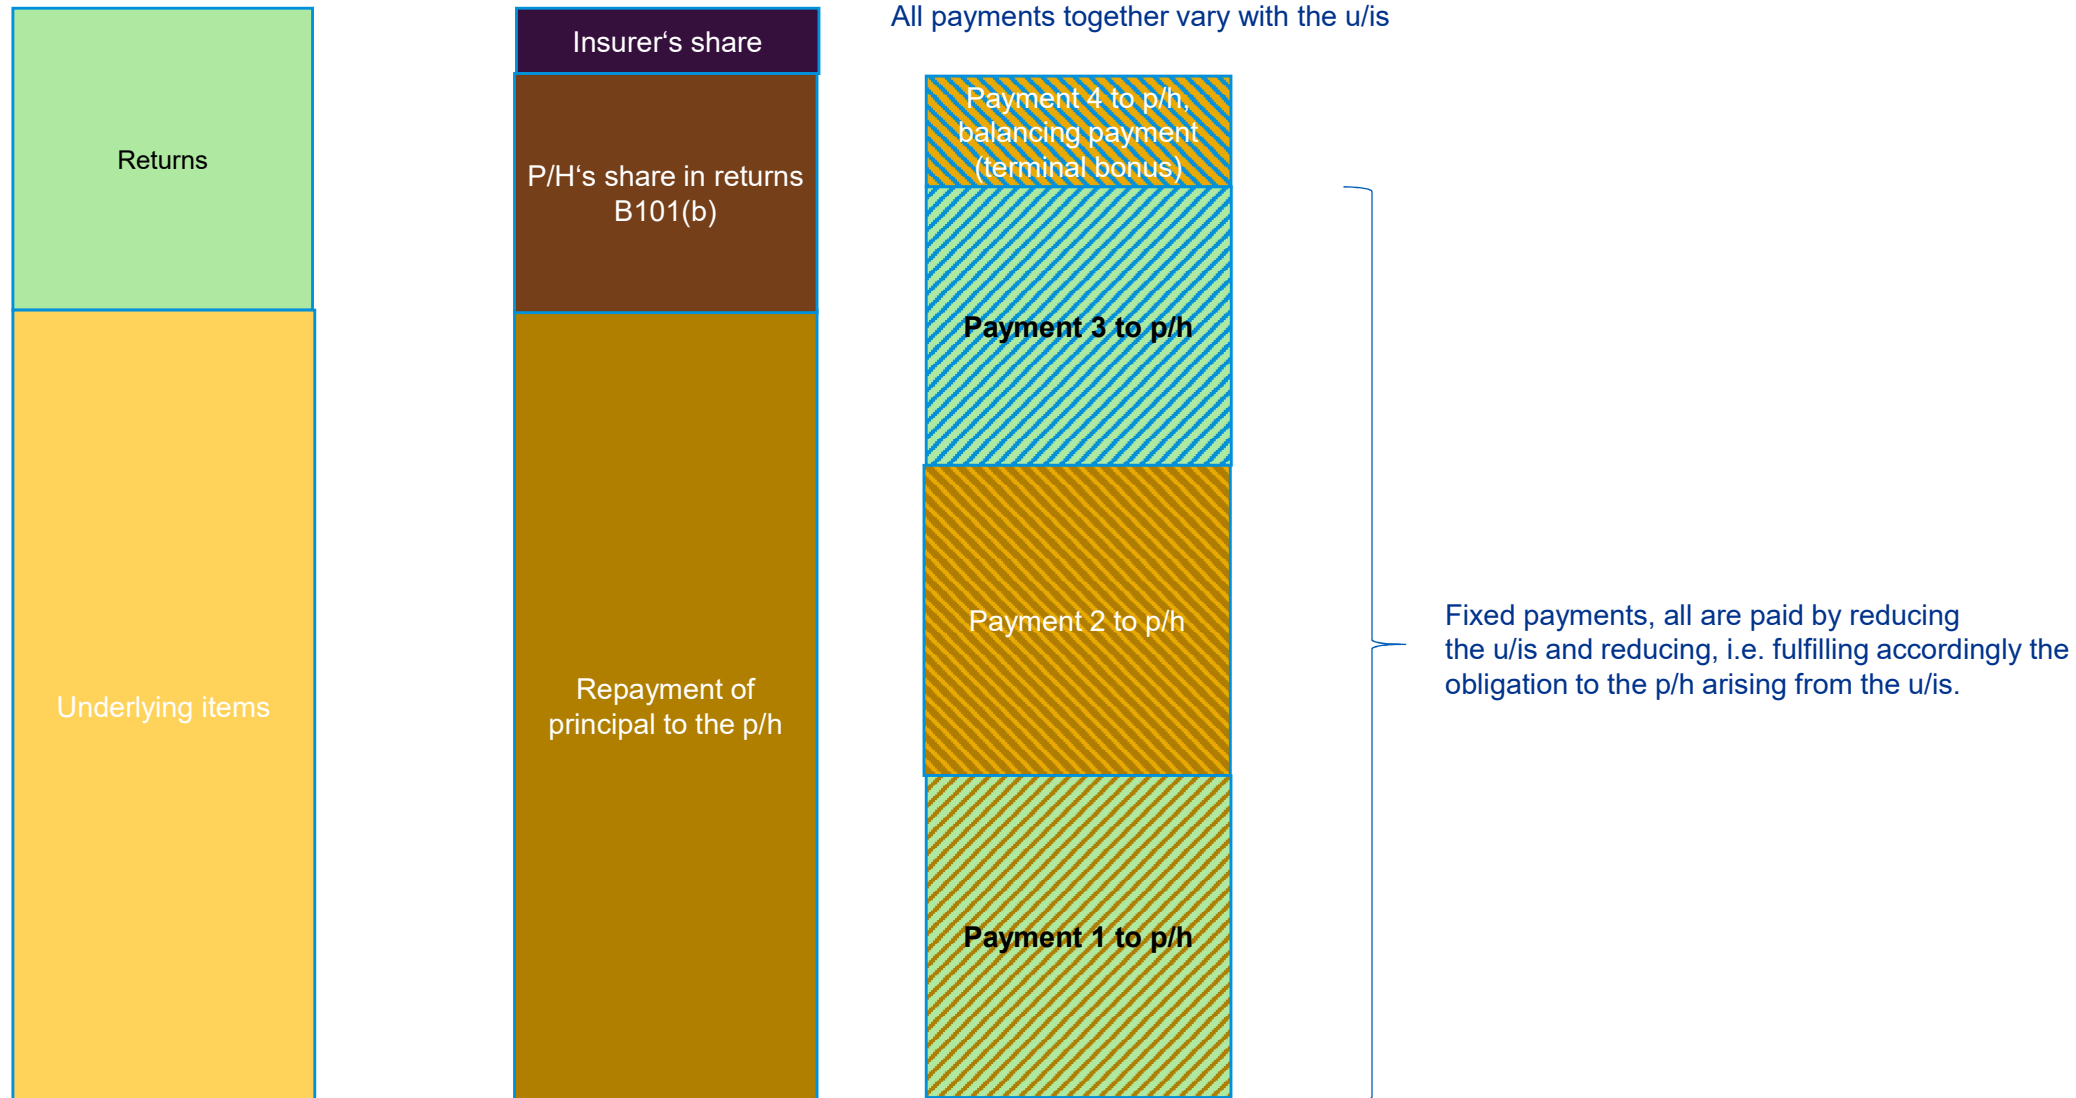 All payments together vary with the u/is
Returns
Underlying items
Insurer‘s share
P/H‘s share in returns
B101(b)
Repayment of
principal to the p/h
Payment 4 to p/h,
balancing payment
(terminal bonus)
Payment 3 to p/h
Payment 2 to p/h
Payment 1 to p/h
Fixed payments, all are paid by reducing
the u/is and reducing, i.e. fulfilling accordingly the
obligation to the p/h arising from the u/is.